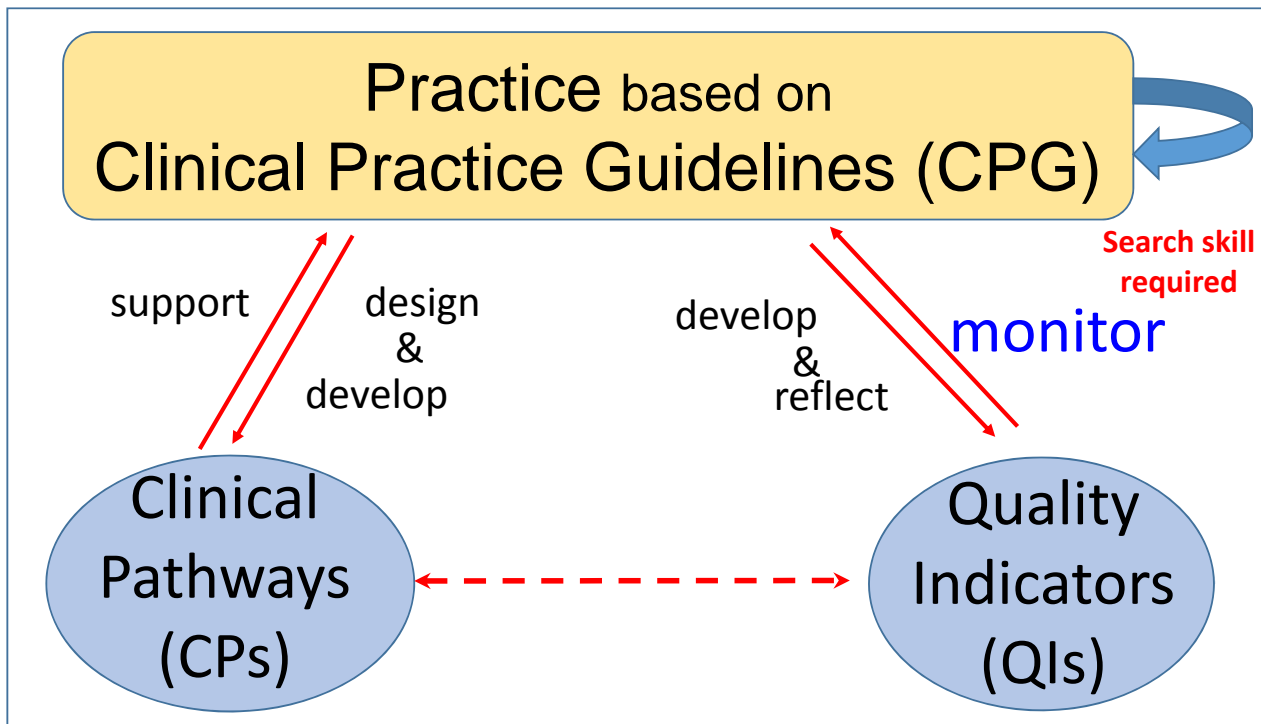 Practice based on
Clinical Practice Guidelines (CPG)
Search skill
required
support
design
&
develop
develop
&
reflect
monitor
Clinical
Pathways
(CPs)
Quality
Indicators
(QIs)